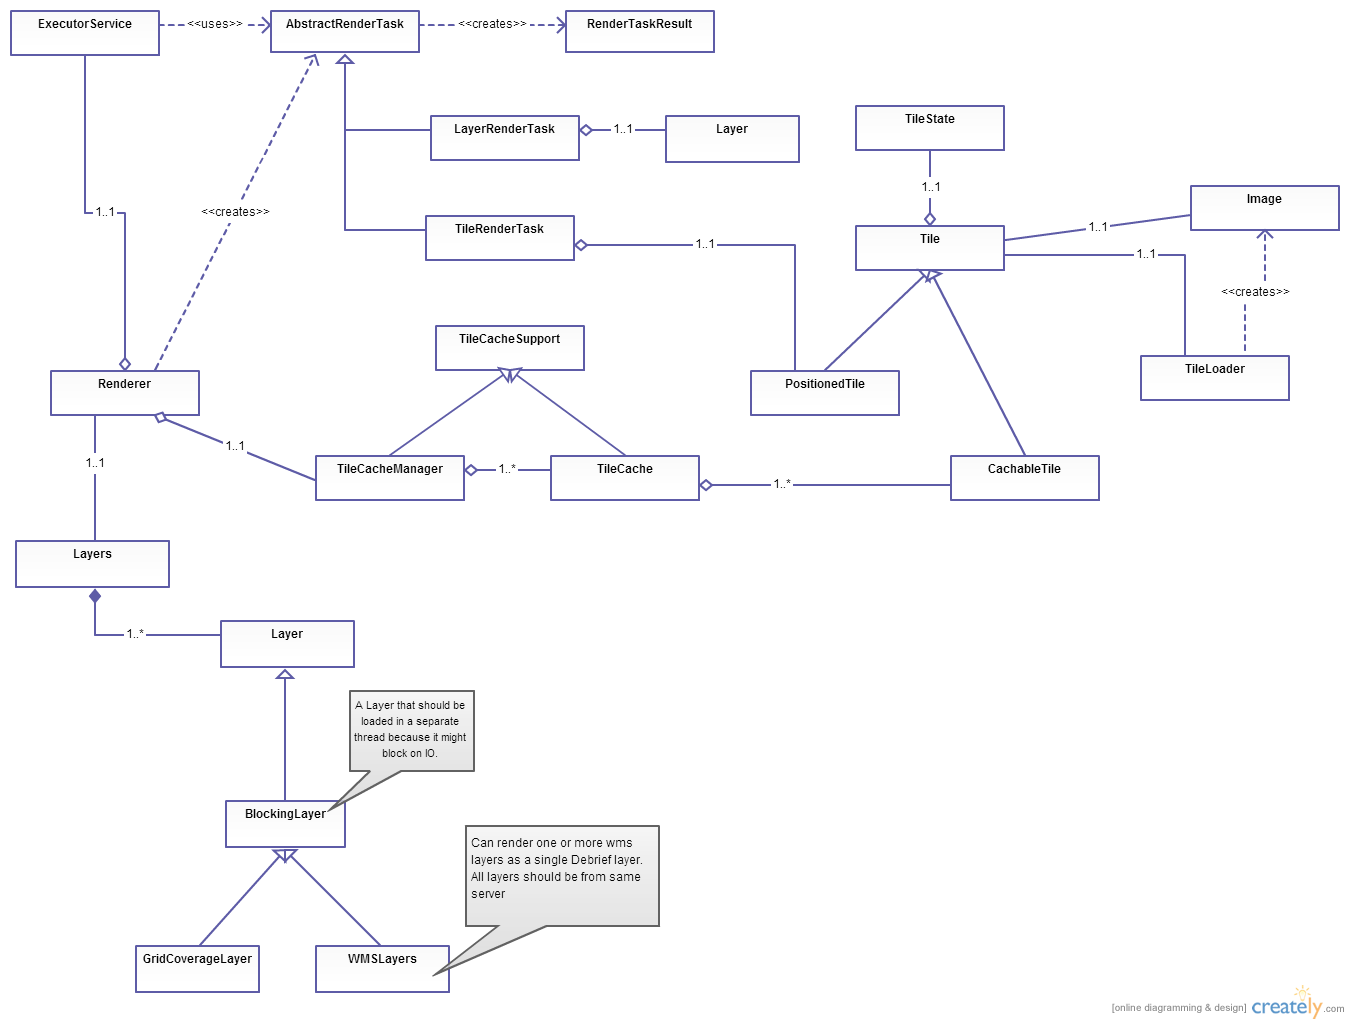 ExecutorService
<<uses>>
AbstractRenderTask
<<creates>>
RenderTaskResult
LayerRenderTask
1..1
Layer
TileState
1..1
Image
<<creates>>
1..1
TileRenderTask
1..1
Tile
1..1
1..1
<<creates>>
TileCacheSupport
Renderer
PositionedTile
TileLoader
1..1
1..1
TileCacheManager
1..*
TileCache
1..*
CachableTile
Layers
1..*
Layer
A Layer that should be
loaded in a separate
thread because it might
block on IO.
BlockingLayer
Can render one or more wms
layers as a single Debrief layer.
All layers should be from same
server
GridCoverageLayer
WMSLayers
[online diagramming & design] creately.com